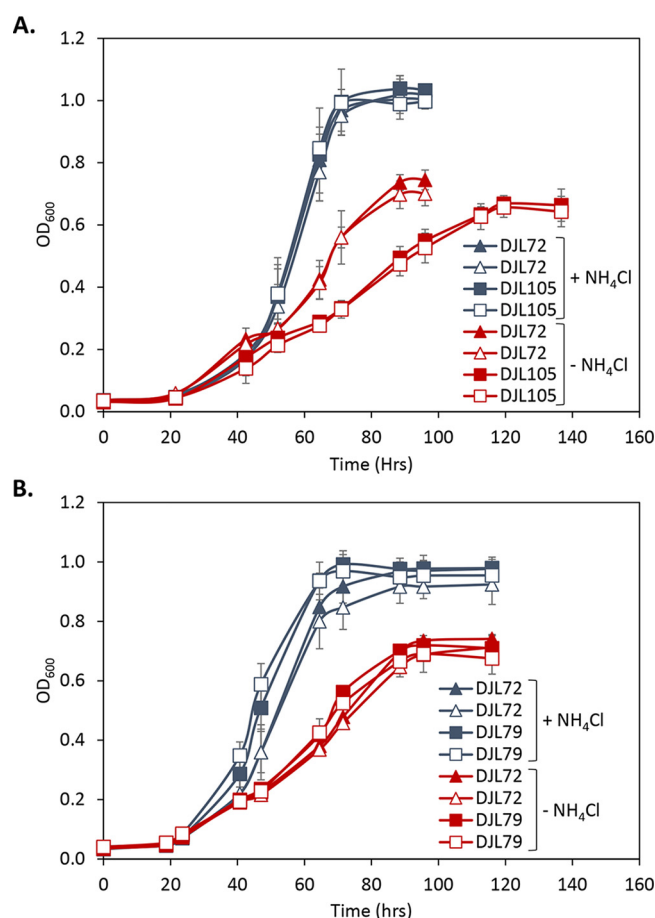 A.
1.2
1.0
0.8
0.6
0.4
0.2
0.0
OD600
DJL72
DJL72
DJL105
DJL105
+ NH4Cl
DJL72
DJL72
DJL105
DJL105
- NH4Cl
0 20 40 60 80 100 120 140 160
Time (Hrs)
B.
1.2
1.0
0.8
0.6
0.4
0.2
0.0
OD600
DJL72
DJL72
DJL79
DJL79
+ NH4Cl
DJL72
DJL72
DJL79
DJL79
- NH4Cl
0 20 40 60 80 100 120 140 160
Time (hrs)